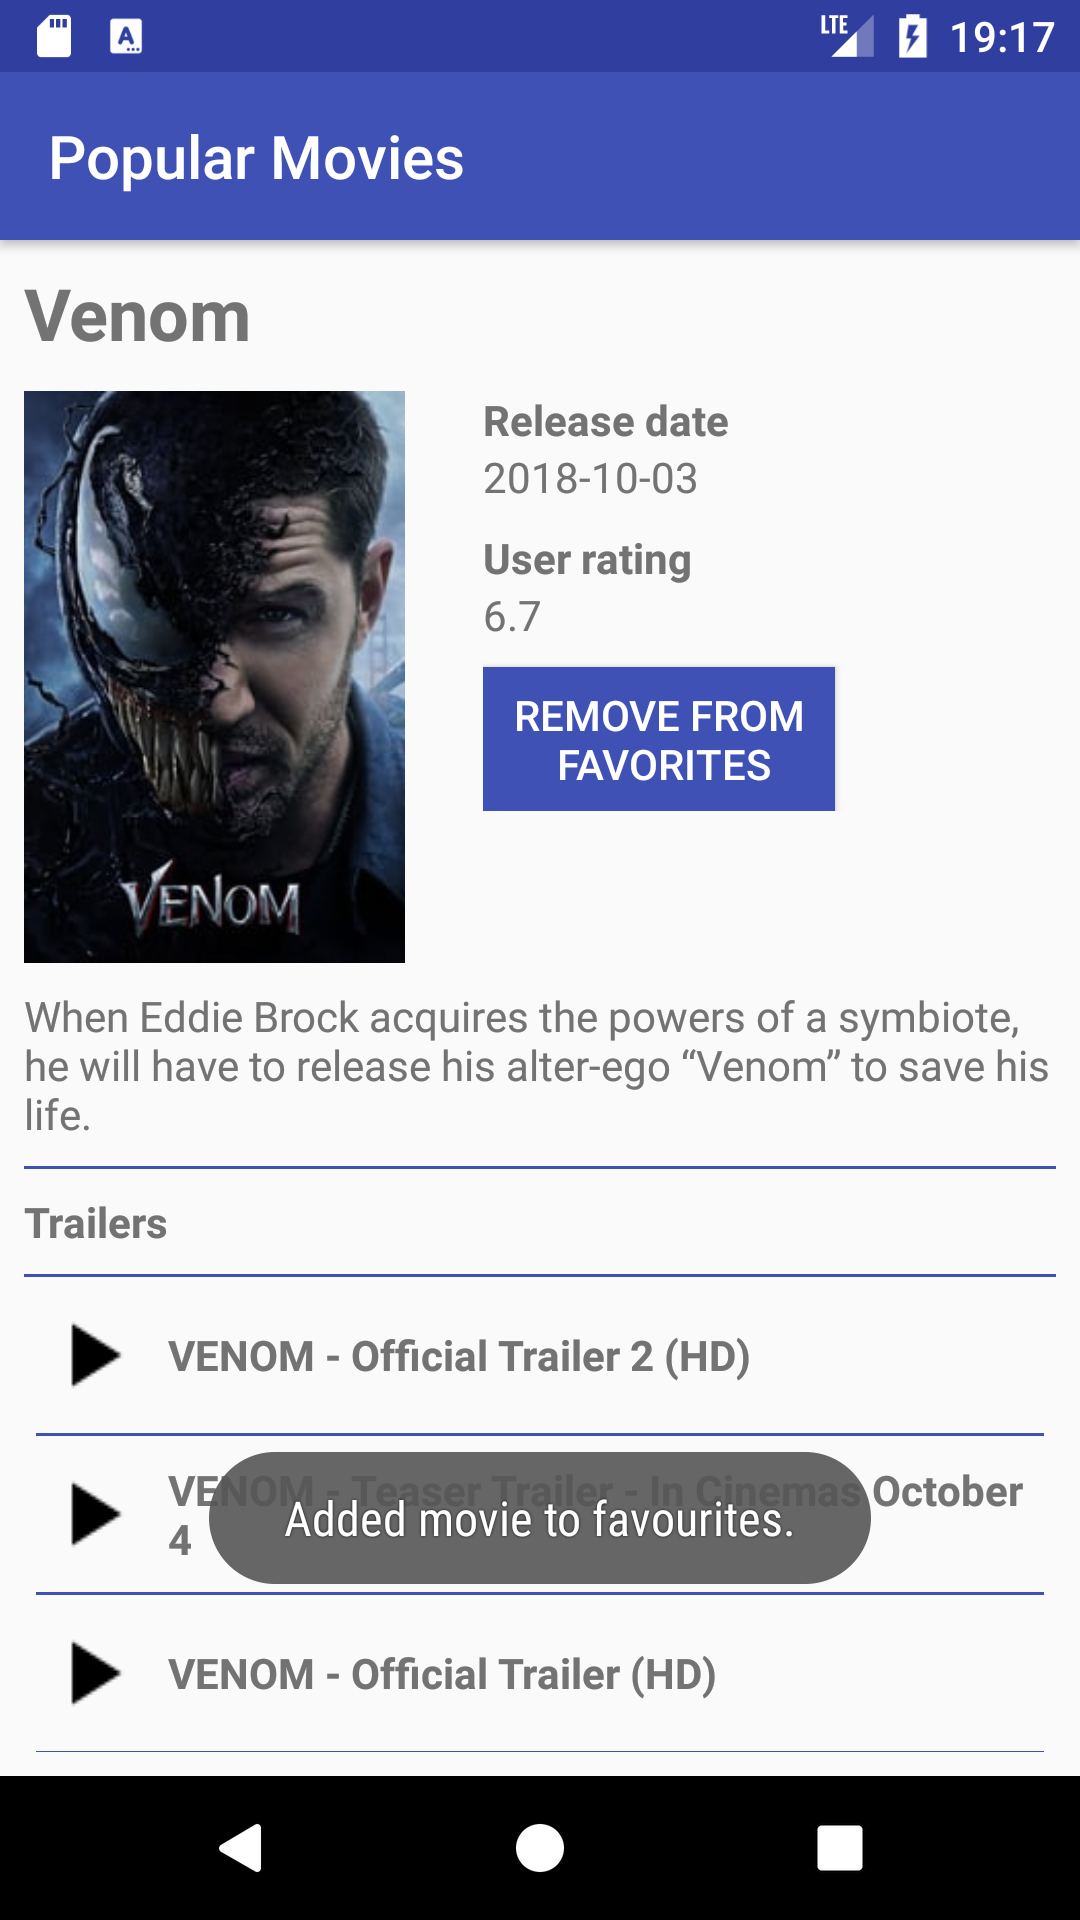 LTE 19:17
Popular Movies
Venom
Release date
2018-10-03
User rating
6.7
REMOVE FROM
FAVORITES
VENOM
When Eddie Brock acquires the powers of a symbiote,
he will have to release his alter-ego “Venom” to save his
life.
Trailers
VENOM - Official Trailer 2 (HD)
VENOM - Teaser Trailer - In Cinemas October
4
Added movie to favourites.
VENOM - Official Trailer (HD)